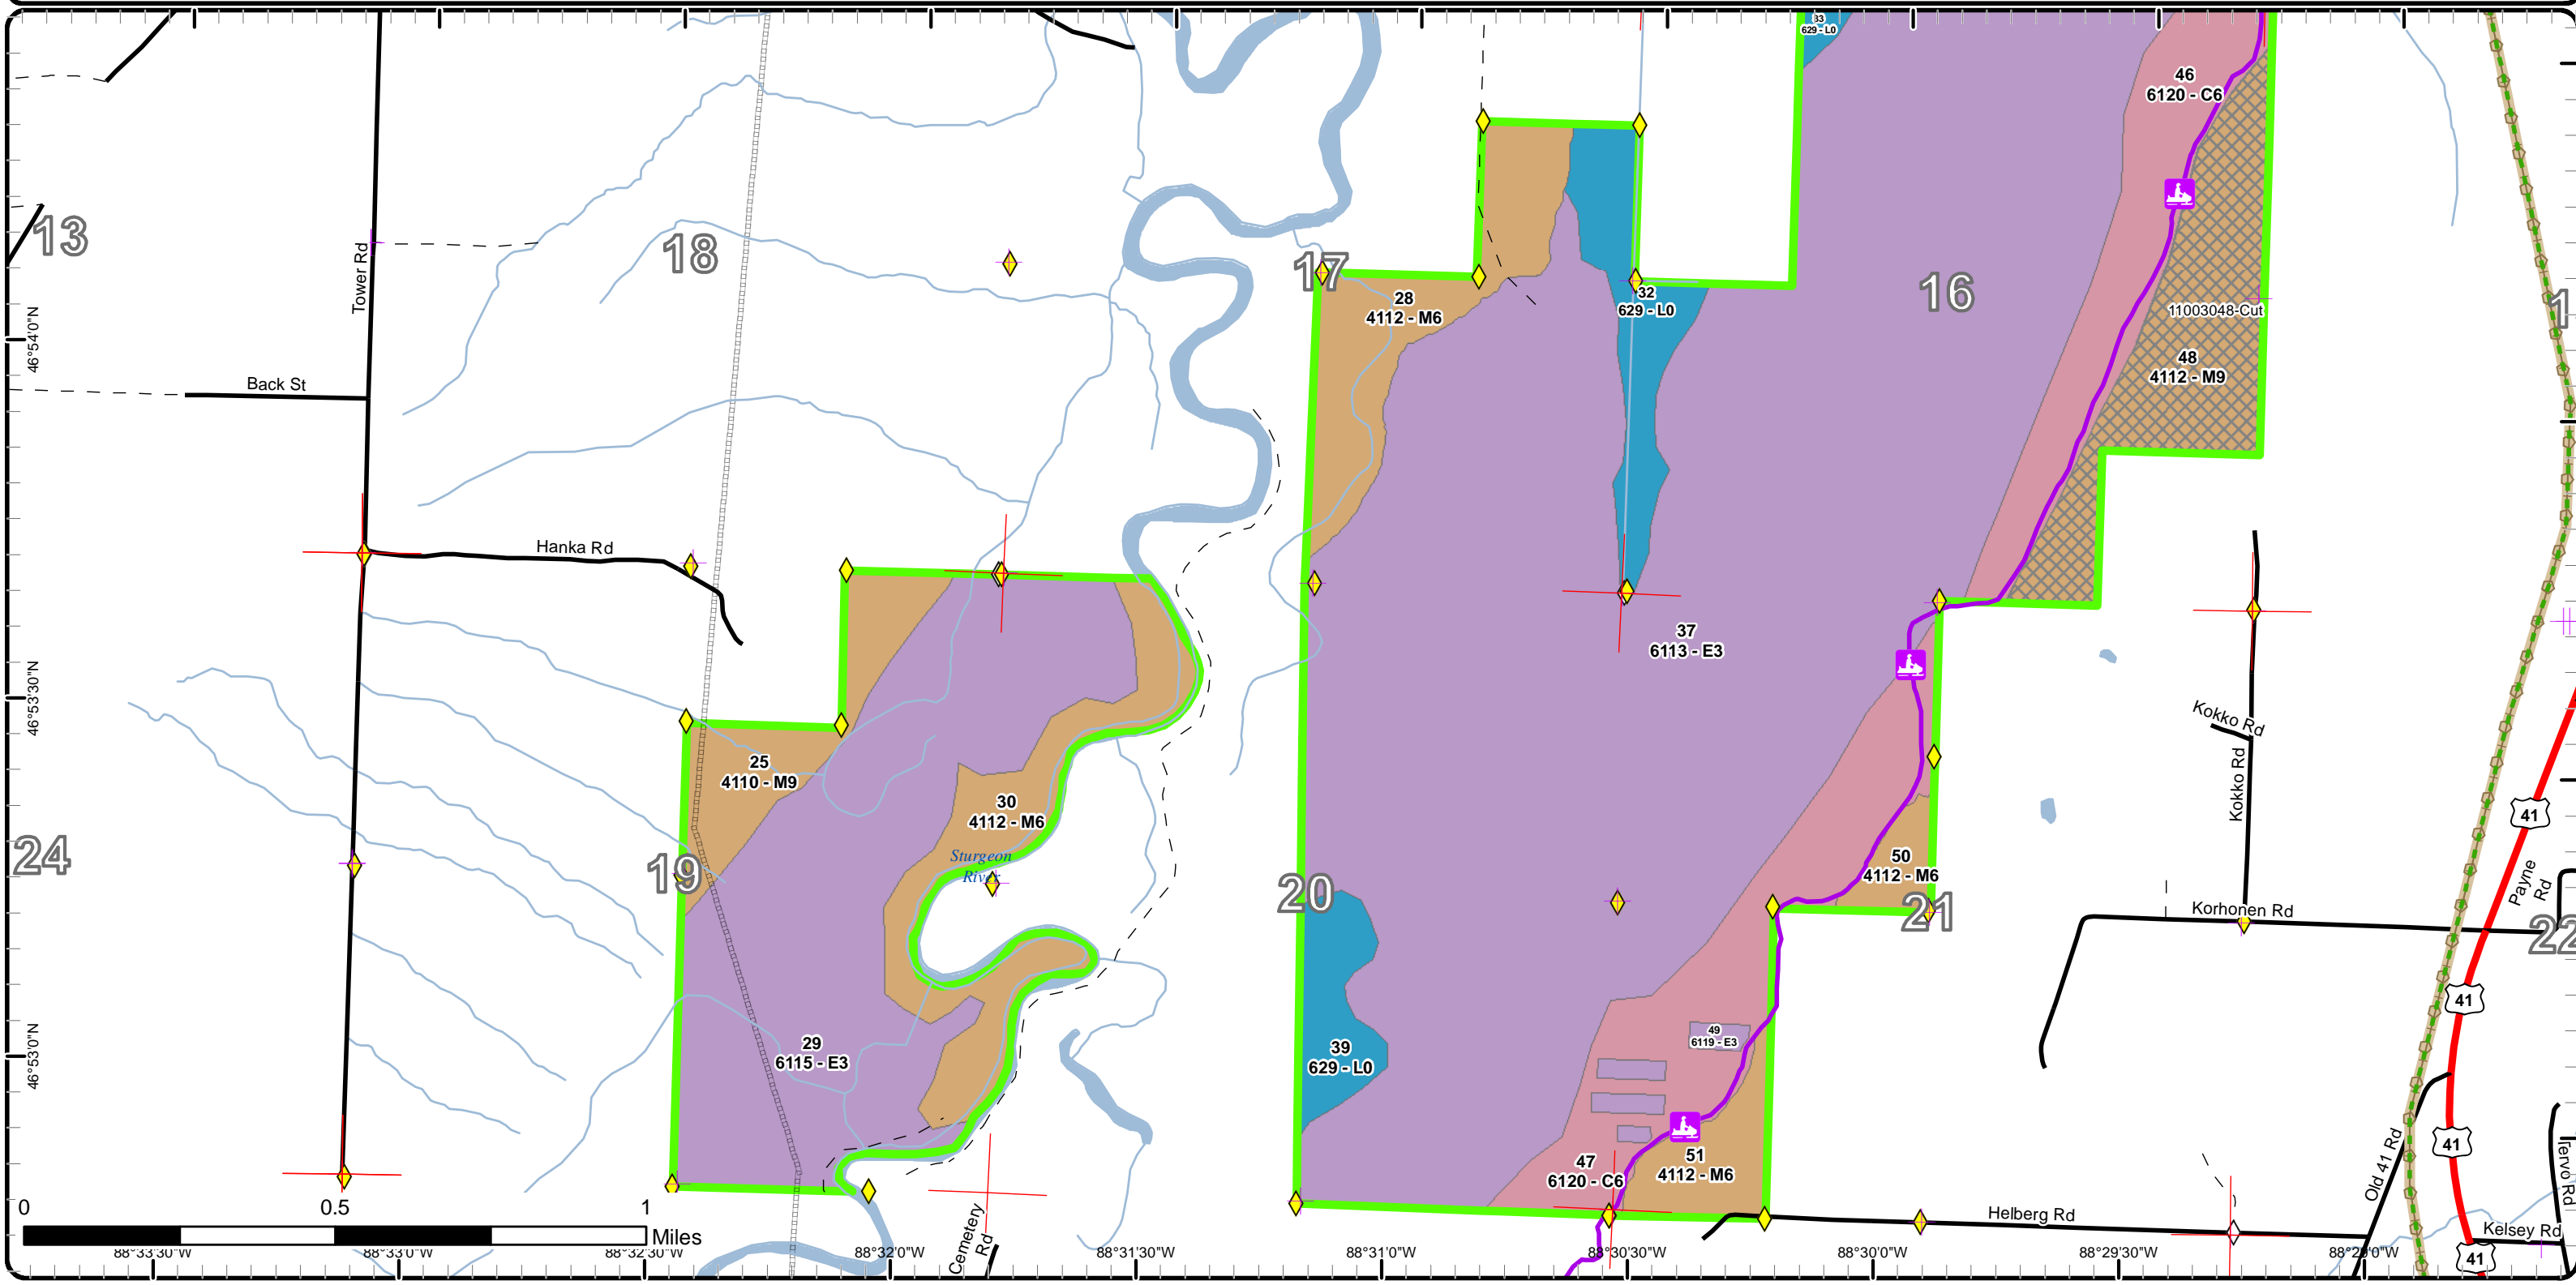 33
629 - L0
46
6120 - C6
13
18
17
16
1
Tower Rd
28
4112 - M6
32
629 - L0
11003048-Cut
48
4112 - M9
46°54'0"N
Back St
Hanka Rd
37
6113 - E3
46°53'30"N
Kokko Rd
Kokko Rd
25
4110 - M9
30
4112 - M6
41
Sturgeon
River
24
19
20
50
4112 - M6
21
Payne
Rd
Korhonen Rd
22
41
49
6119 - E3
29
6115 - E3
39
629 - L0
46°53'0"N
41
47
6120 - C6
51
4112 - M6
Old 41 Rd
Tervo Rd
0
0.5
1
Miles
Cemetery
Rd
Helberg Rd
Kelsey Rd
41
88°33'30"W
88°33'0"W
88°32'30"W
88°32'0"W
88°31'30"W
88°31'0"W
88°30'30"W
88°30'0"W
88°29'30"W
88°29'0"W